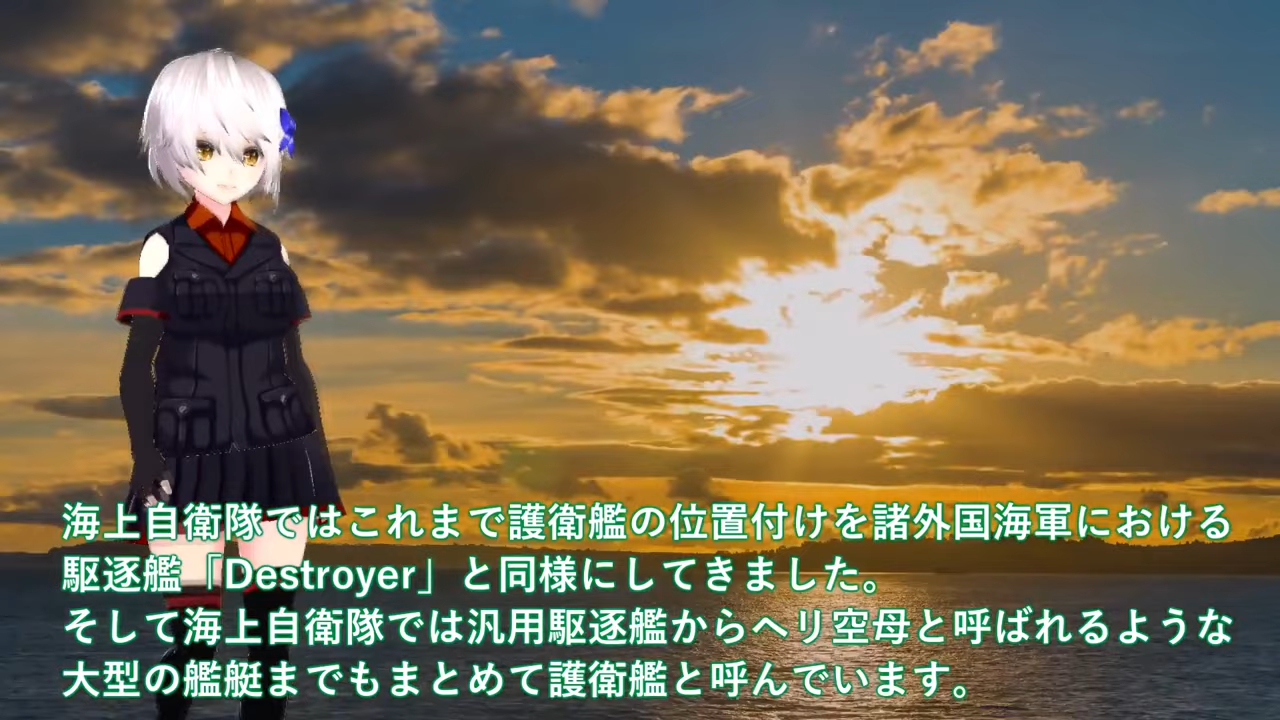 海上自衛隊ではこれまで護衛艦の位置付けを諸外国海軍における
駆逐艦「Destroyer」と同様にしてきました。
そして海上自衛隊では汎用駆逐艦からヘリ空母と呼ばれるような
大型の艦艇までもまとめて護衛艦と呼んでいます。